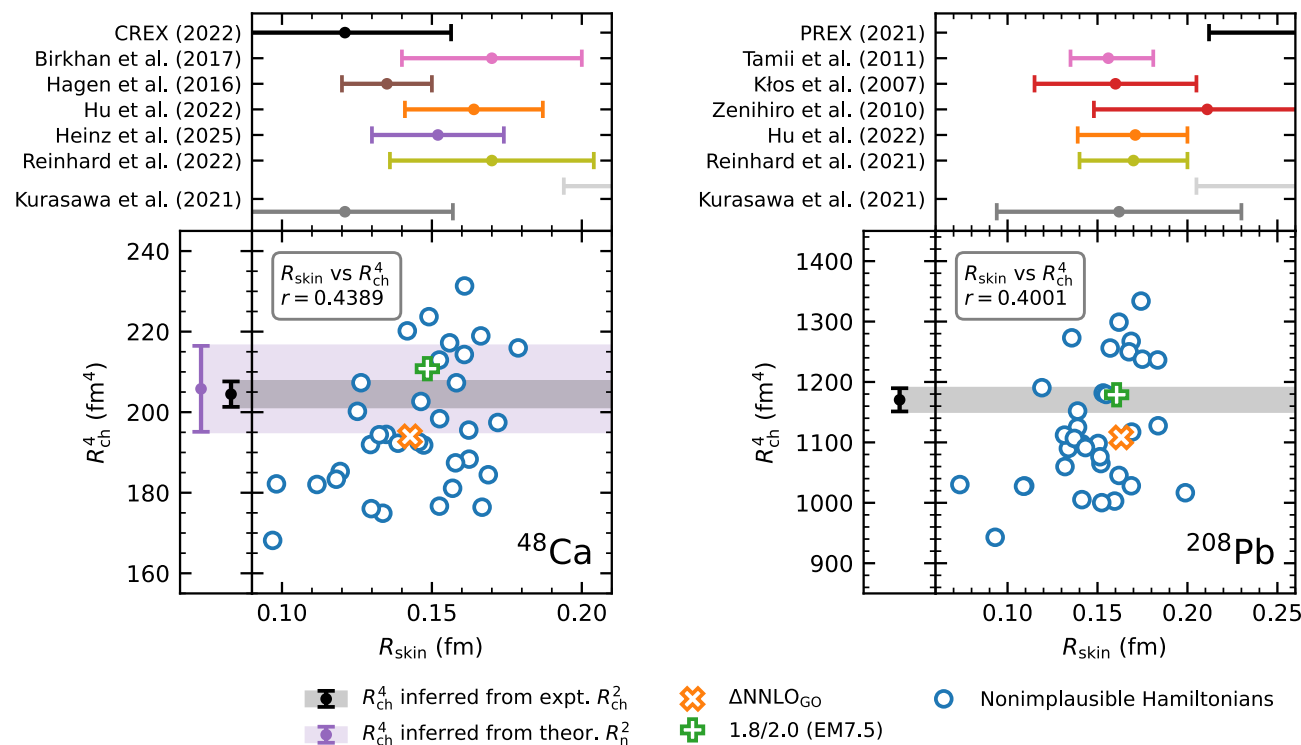 CREX (2022)
Birkhan et al. (2017)
Hagen et al. (2016)
Hu et al. (2022)
Heinz et al. (2025)
Reinhard et al. (2022)
Kurasawa et al. (2021)
240
220
200
180
160
R⁴ch (fm⁴)
Rskin vs R⁴ch
r = 0.4389
⁴⁸Ca
0.10
0.15
0.20
Rskin (fm)
PREX (2021)
Tamii et al. (2011)
Kłos et al. (2007)
Zenihiro et al. (2010)
Hu et al. (2022)
Reinhard et al. (2021)
Kurasawa et al. (2021)
1400
1300
1200
1100
1000
900
R⁴ch (fm⁴)
Rskin vs R⁴ch
r = 0.4001
²⁰⁸Pb
0.10
0.15
0.20
0.25
Rskin (fm)
R⁴ch inferred from expt. R²ch
R⁴ch inferred from theor. R²n
ΔNNLOGO
1.8/2.0 (EM7.5)
Nonimplausible Hamiltonians